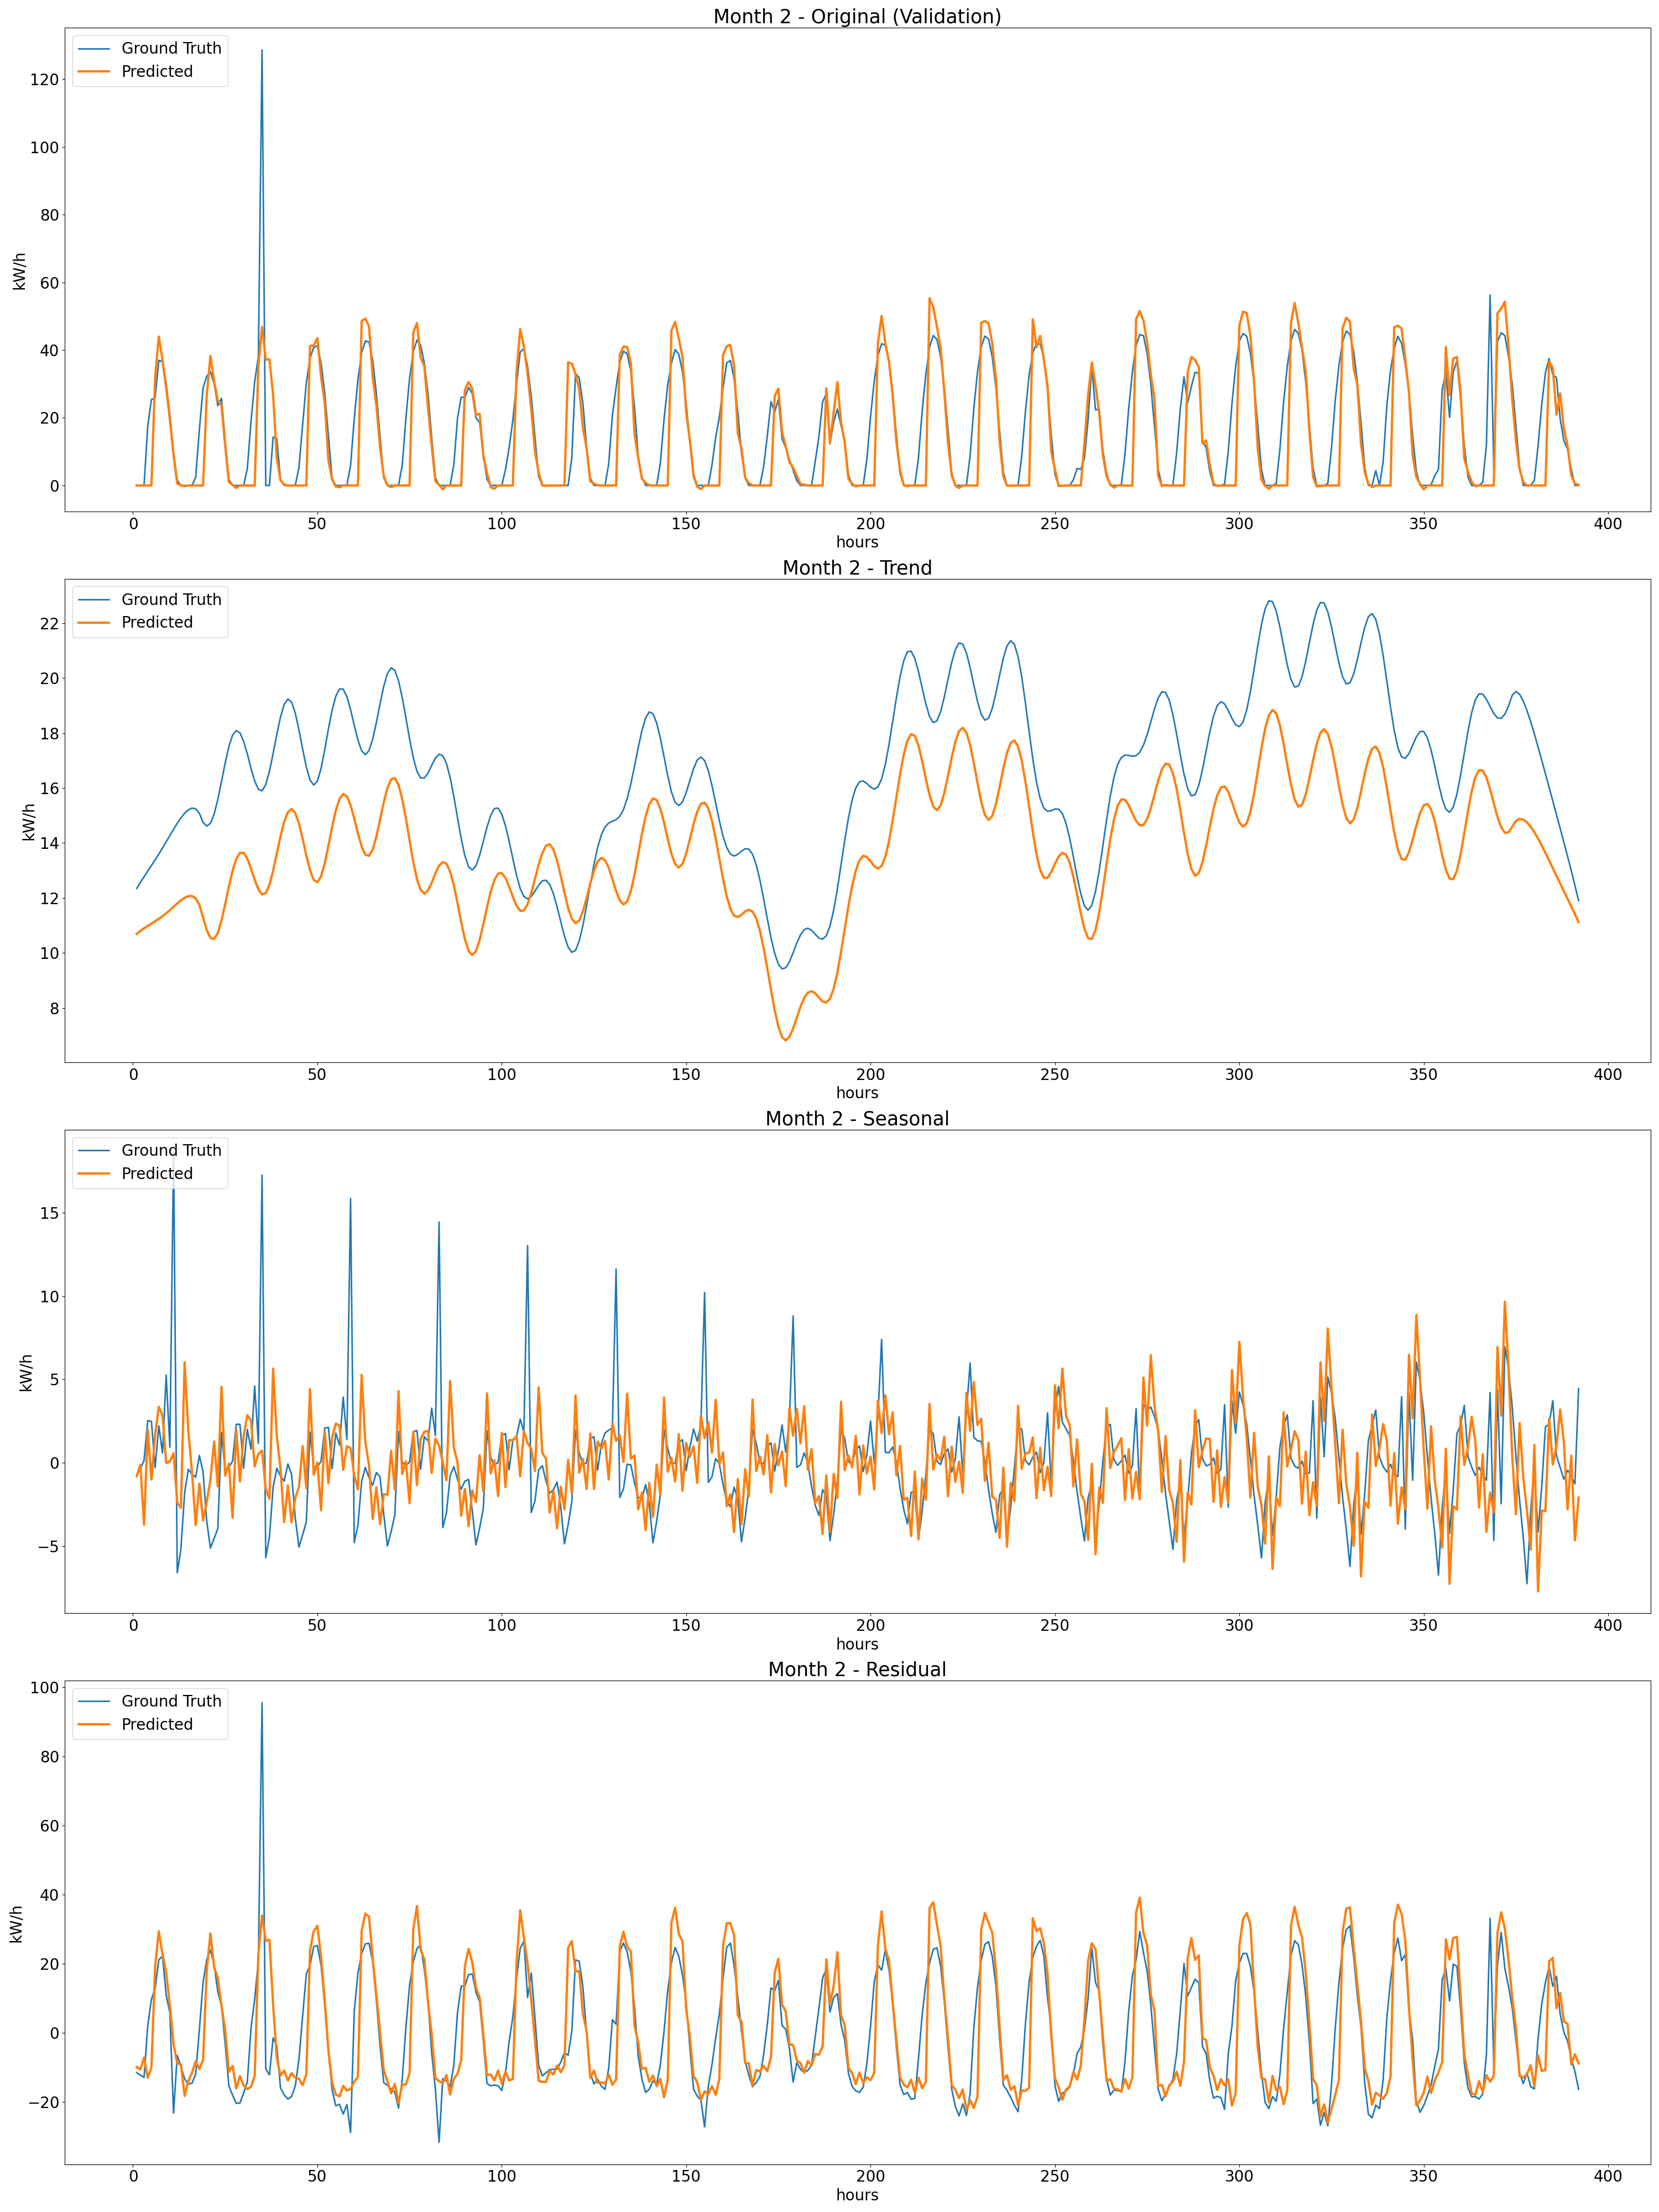 Month 2 - Original (Validation)
Ground Truth
Predicted
kW/h
120
100
80
60
40
20
0
0 50 100 150 200 250 300 350 400
hours
Month 2 - Trend
Ground Truth
Predicted
kW/h
22
20
18
16
14
12
10
8
0 50 100 150 200 250 300 350 400
hours
Month 2 - Seasonal
Ground Truth
Predicted
kW/h
15
10
5
0
−5
0 50 100 150 200 250 300 350 400
hours
Month 2 - Residual
Ground Truth
Predicted
kW/h
100
80
60
40
20
0
−20
0 50 100 150 200 250 300 350 400
hours